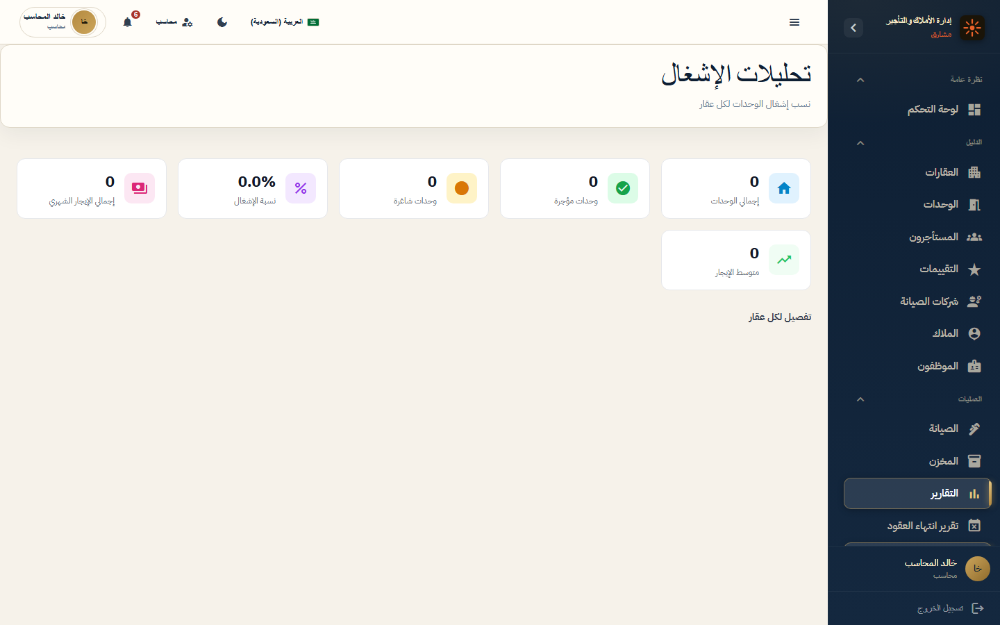 إدارة الأملاك والتأجير
مشارق
نظرة عامة
لوحة التحكم
الدليل
العقارات
الوحدات
المستأجرون
التقييمات
شركات الصيانة
الملاك
الموظفون
العمليات
الصيانة
المخزن
التقارير
تقرير انتهاء العقود
خالد المحاسب
محاسب
خا
تسجيل الخروج
العربية (السعودية)
محاسب
6
خا
خالد المحاسب
محاسب
تحليلات الإشغال
نسب إشغال الوحدات لكل عقار
0
إجمالي الوحدات
0
وحدات مؤجرة
0
وحدات شاغرة
0.0%
نسبة الإشغال
0
إجمالي الإيجار الشهري
0
متوسط الإيجار
تفصيل لكل عقار